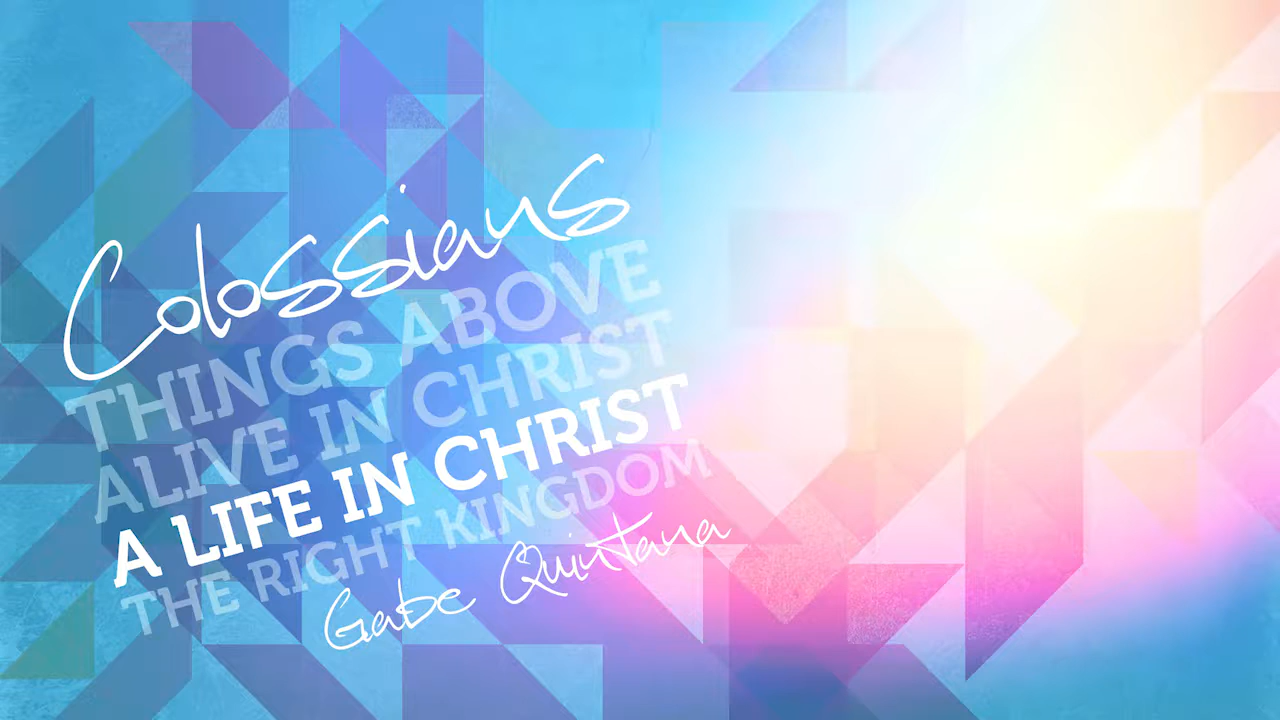 Colossians
THINGS ABOVE
ALIVE IN CHRIST
A LIFE IN CHRIST
THE RIGHT KINGDOM
Gabe Quintana